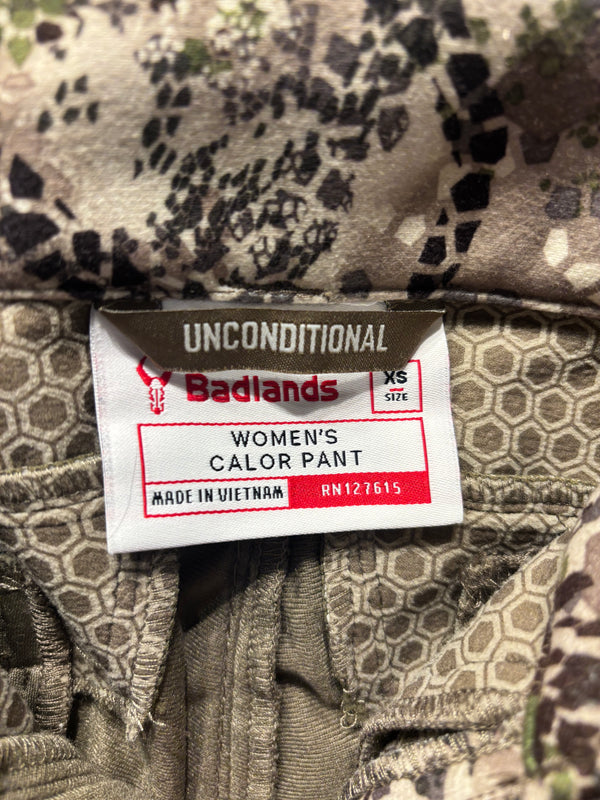 UNCONDITIONAL
Badlands
XS
SIZE
WOMEN'S
CALOR PANT
MADE IN VIETNAM
RN127615